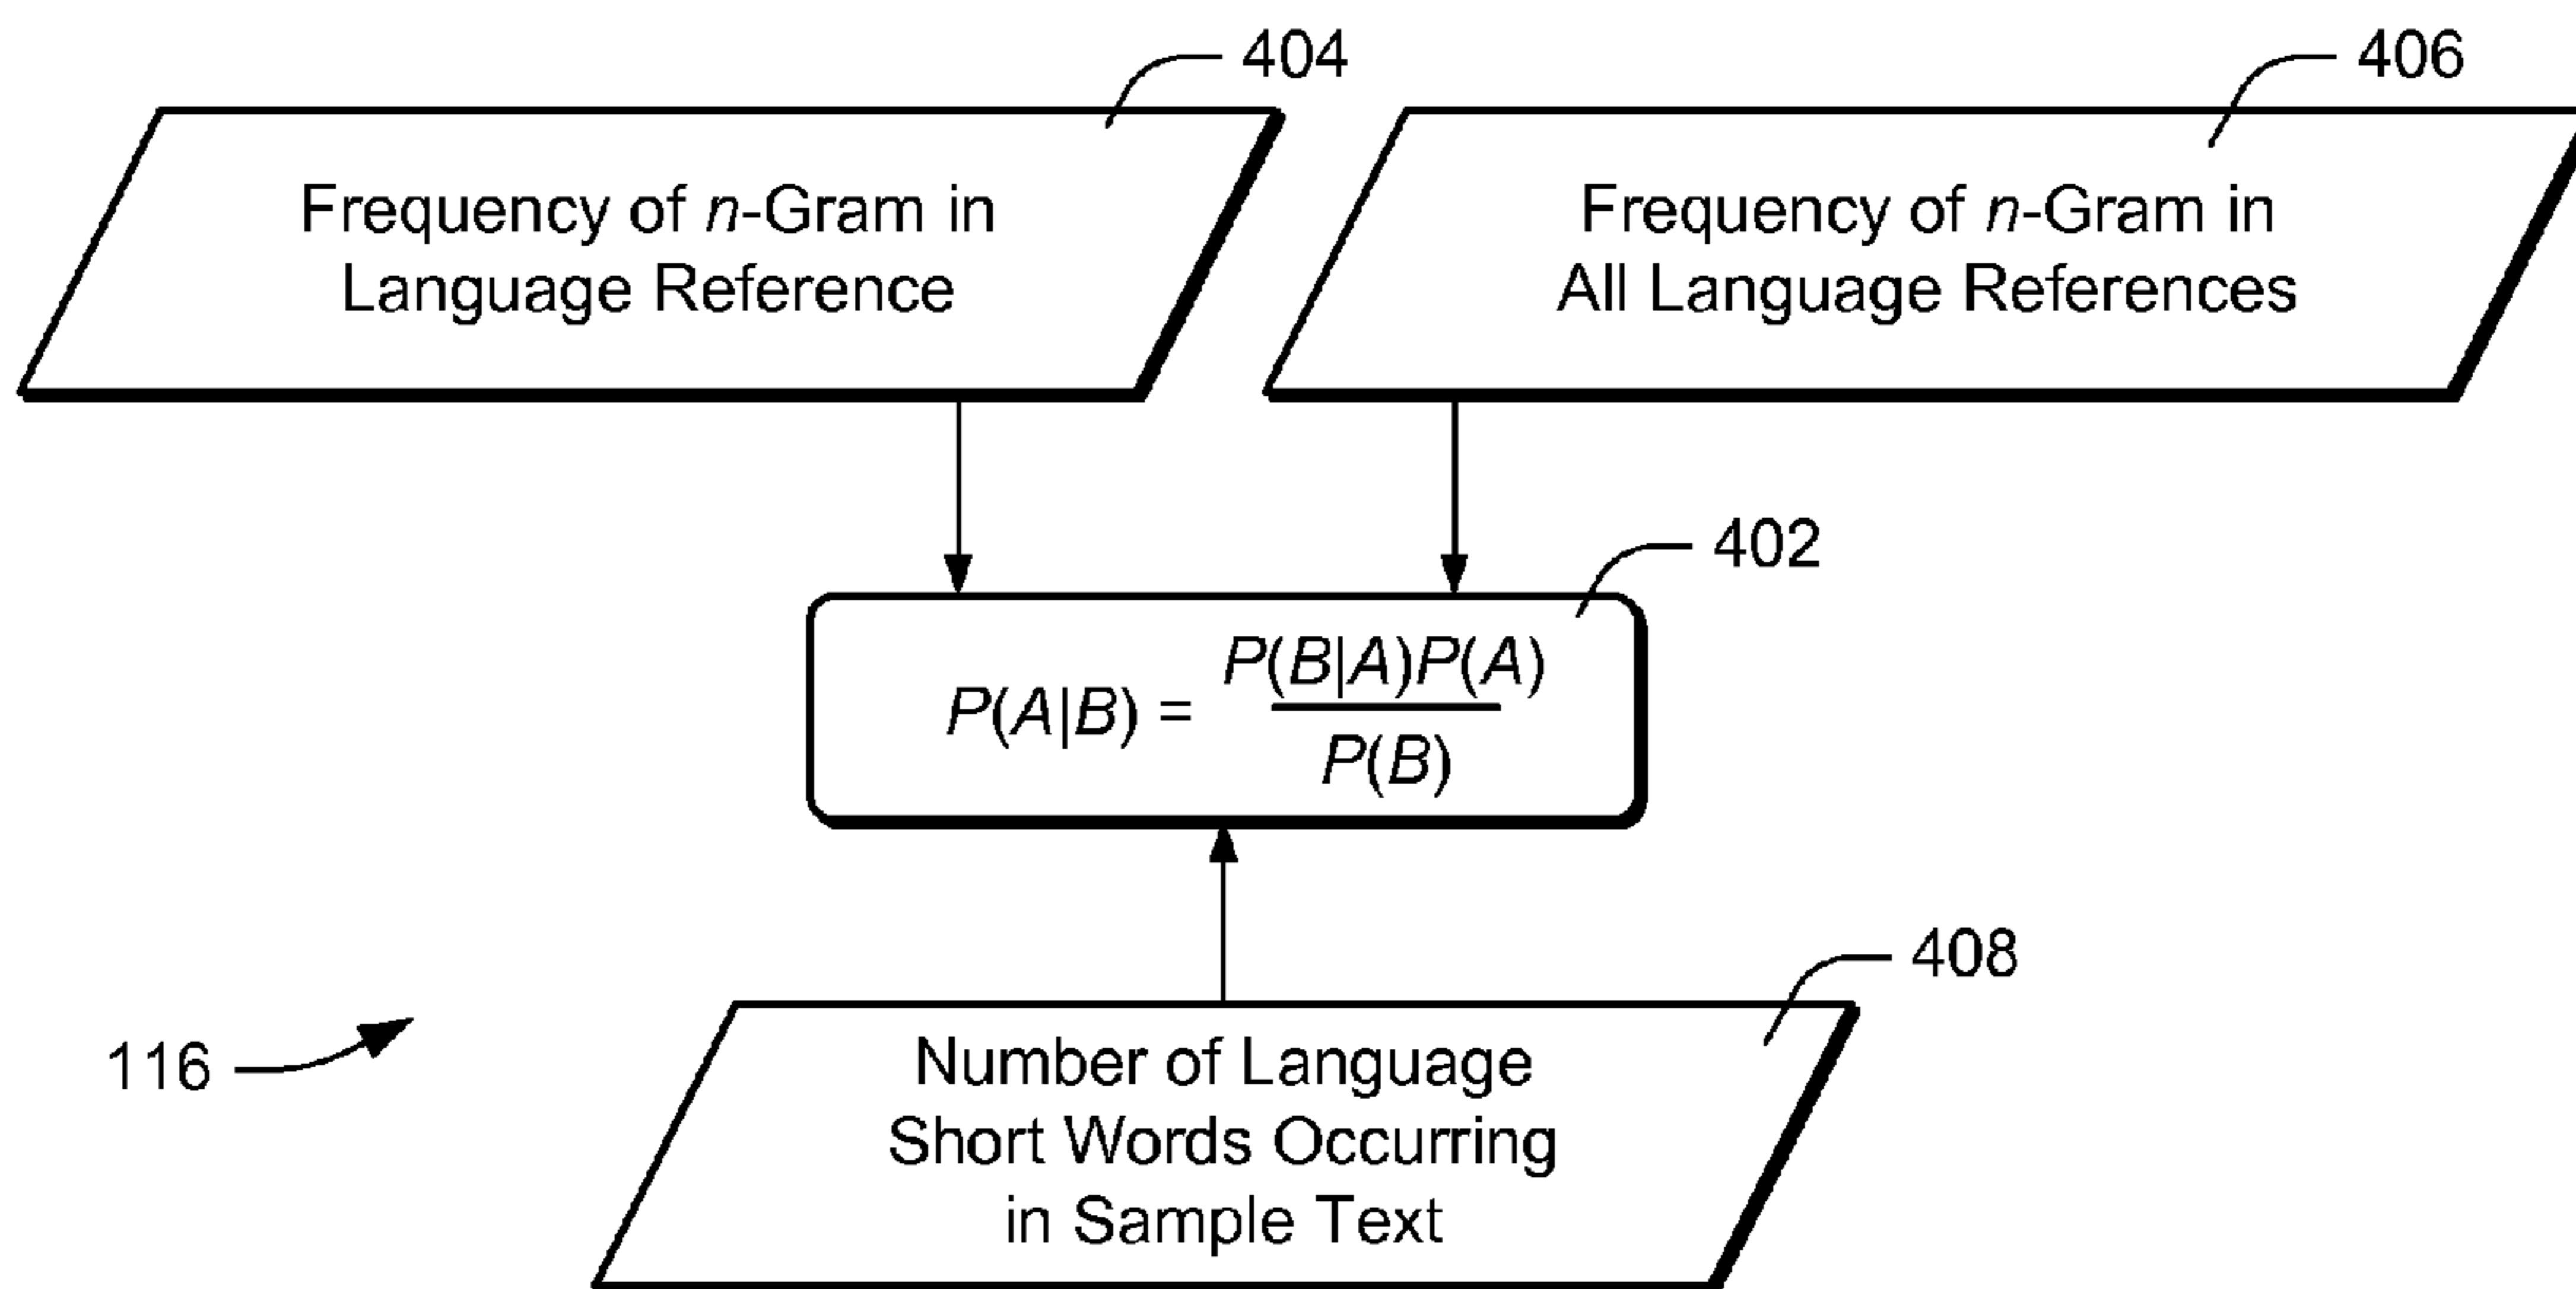 404
406
Frequency of n-Gram in
Language Reference
Frequency of n-Gram in
All Language References
402
P(A|B) = P(B|A)P(A) / P(B)
408
116
Number of Language
Short Words Occurring
in Sample Text